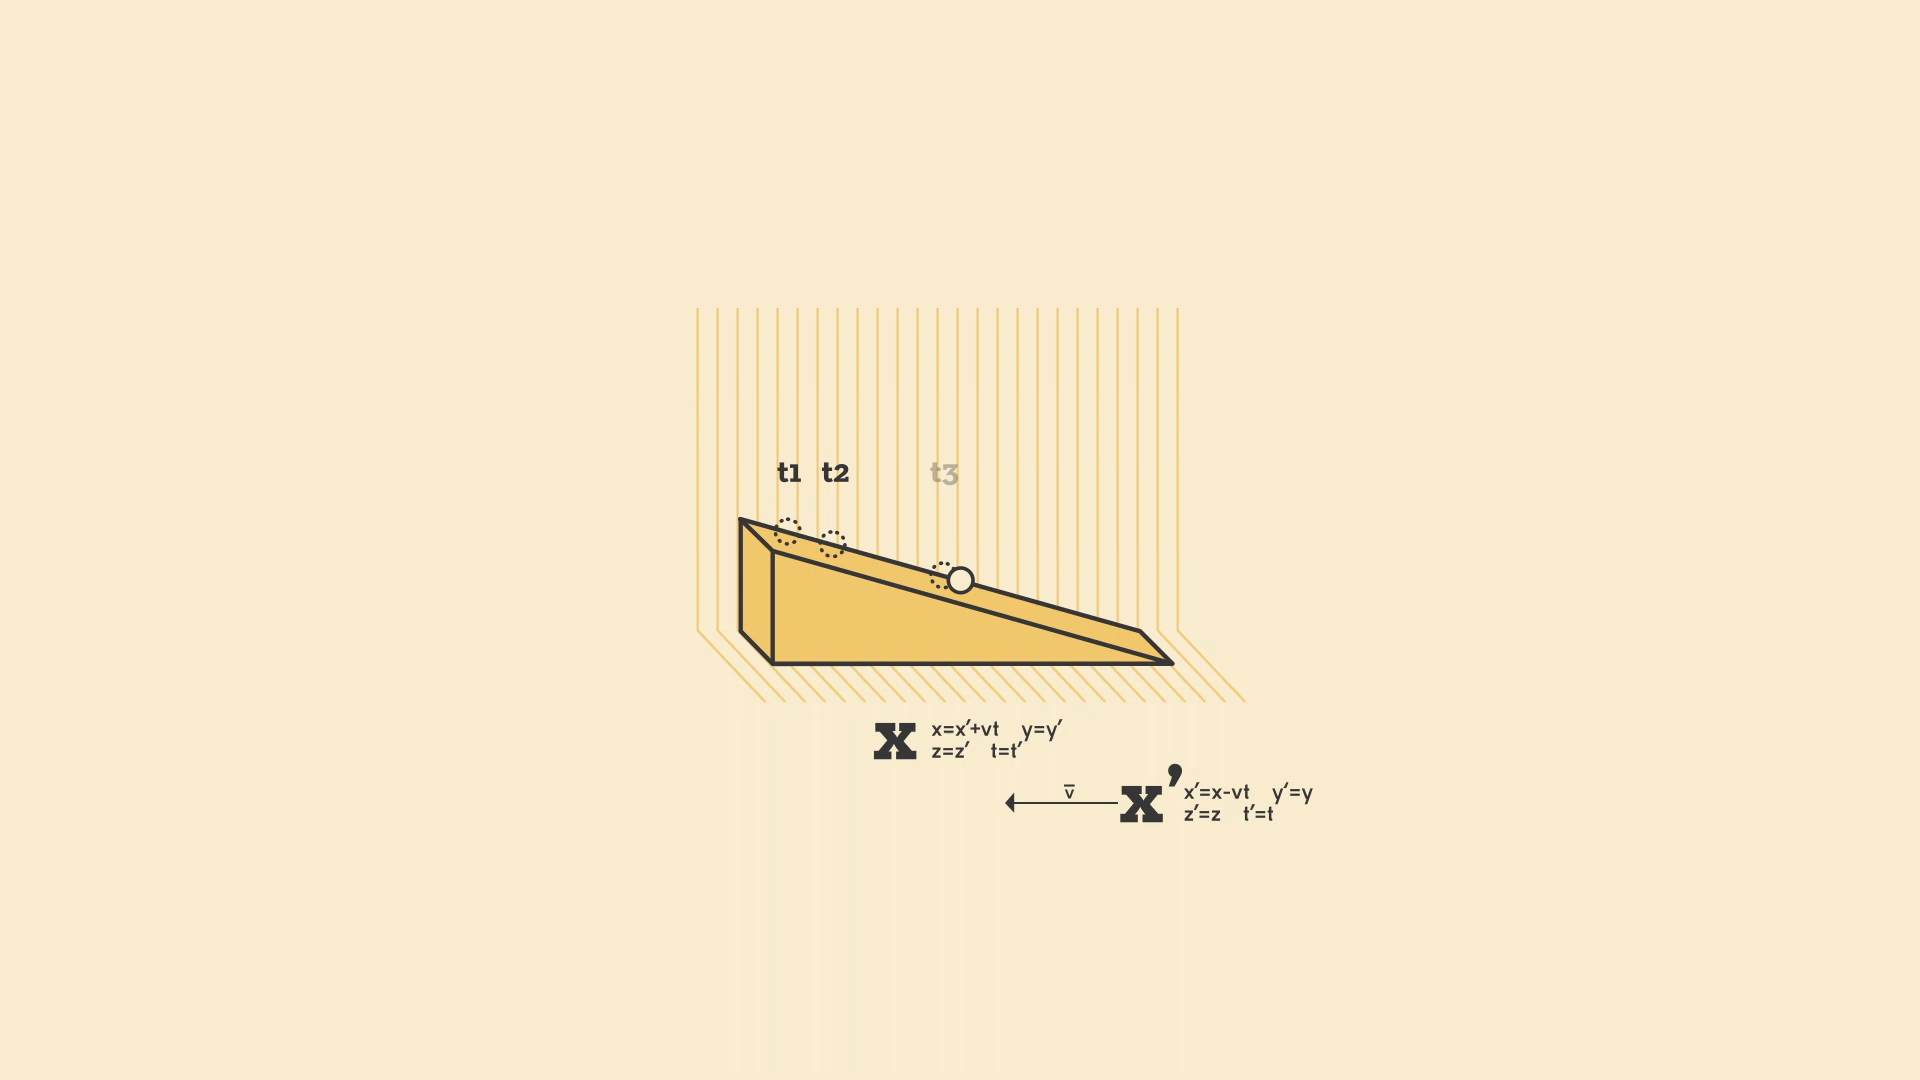 t1 t2 t3
x x′=x′+vt y=y′
z=z′ t=t′
v̅ x′ x′=x-vt y′=y
z′=z t′=t